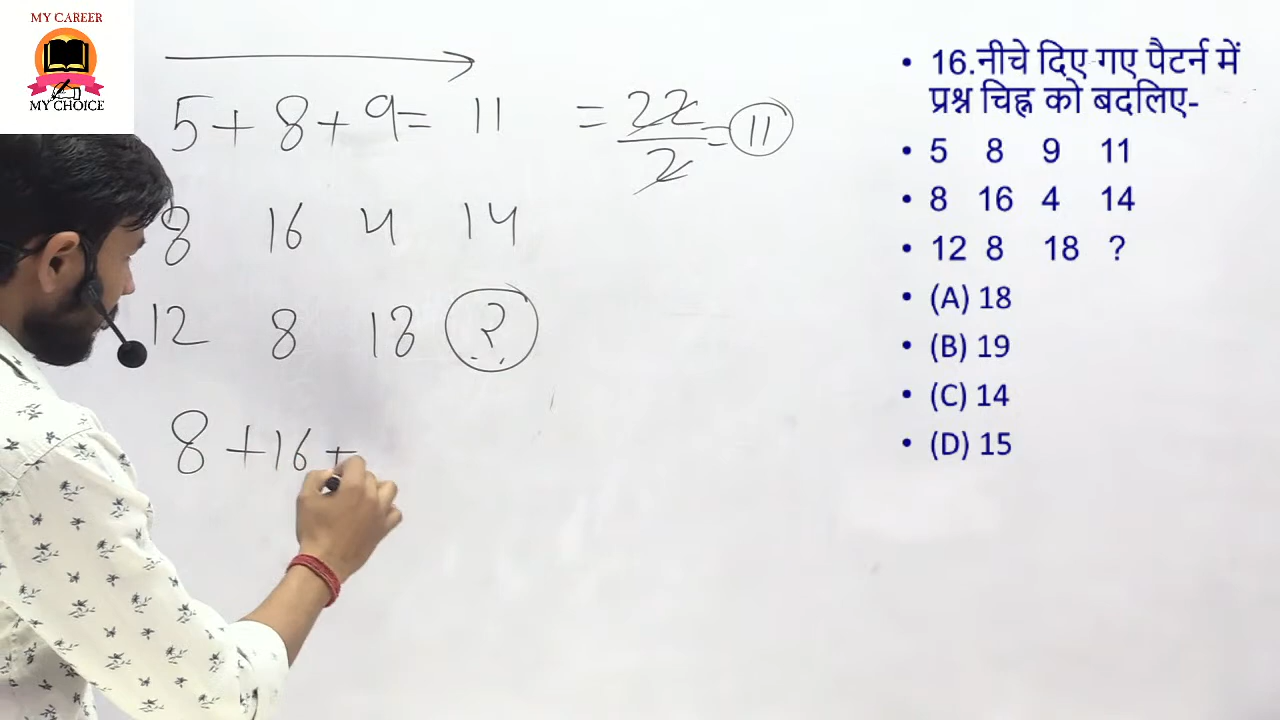 MY CAREER
MY CHOICE
5 + 8 + 9 = 11 = 22/2 = 11
8 16 4 14
12 8 18 ?
8 + 16 +
• 16.नीचे दिए गए पैटर्न में
प्रश्न चिह्न को बदलिए-
• 5 8 9 11
• 8 16 4 14
• 12 8 18 ?
• (A) 18
• (B) 19
• (C) 14
• (D) 15